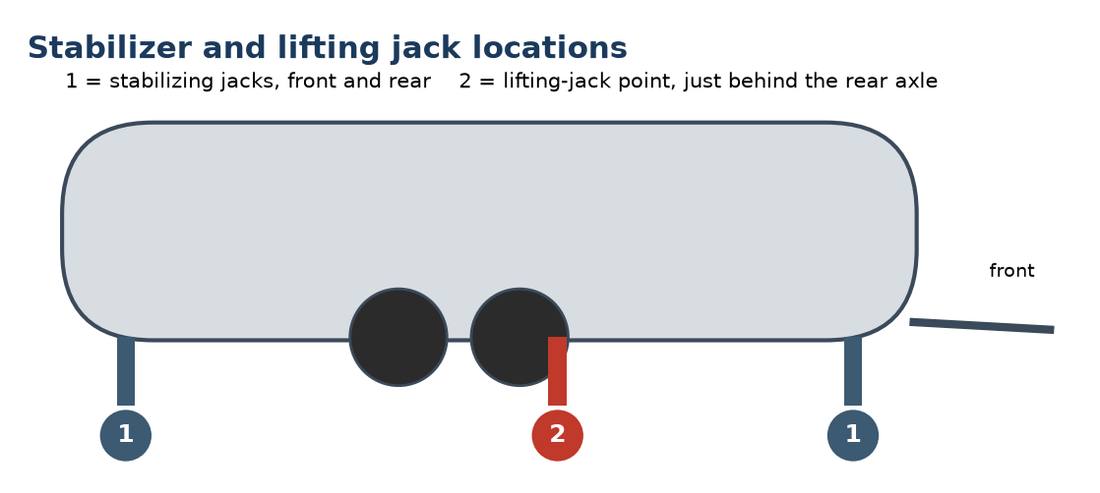 Stabilizer and lifting jack locations
1 = stabilizing jacks, front and rear    2 = lifting-jack point, just behind the rear axle
front
1 2 1